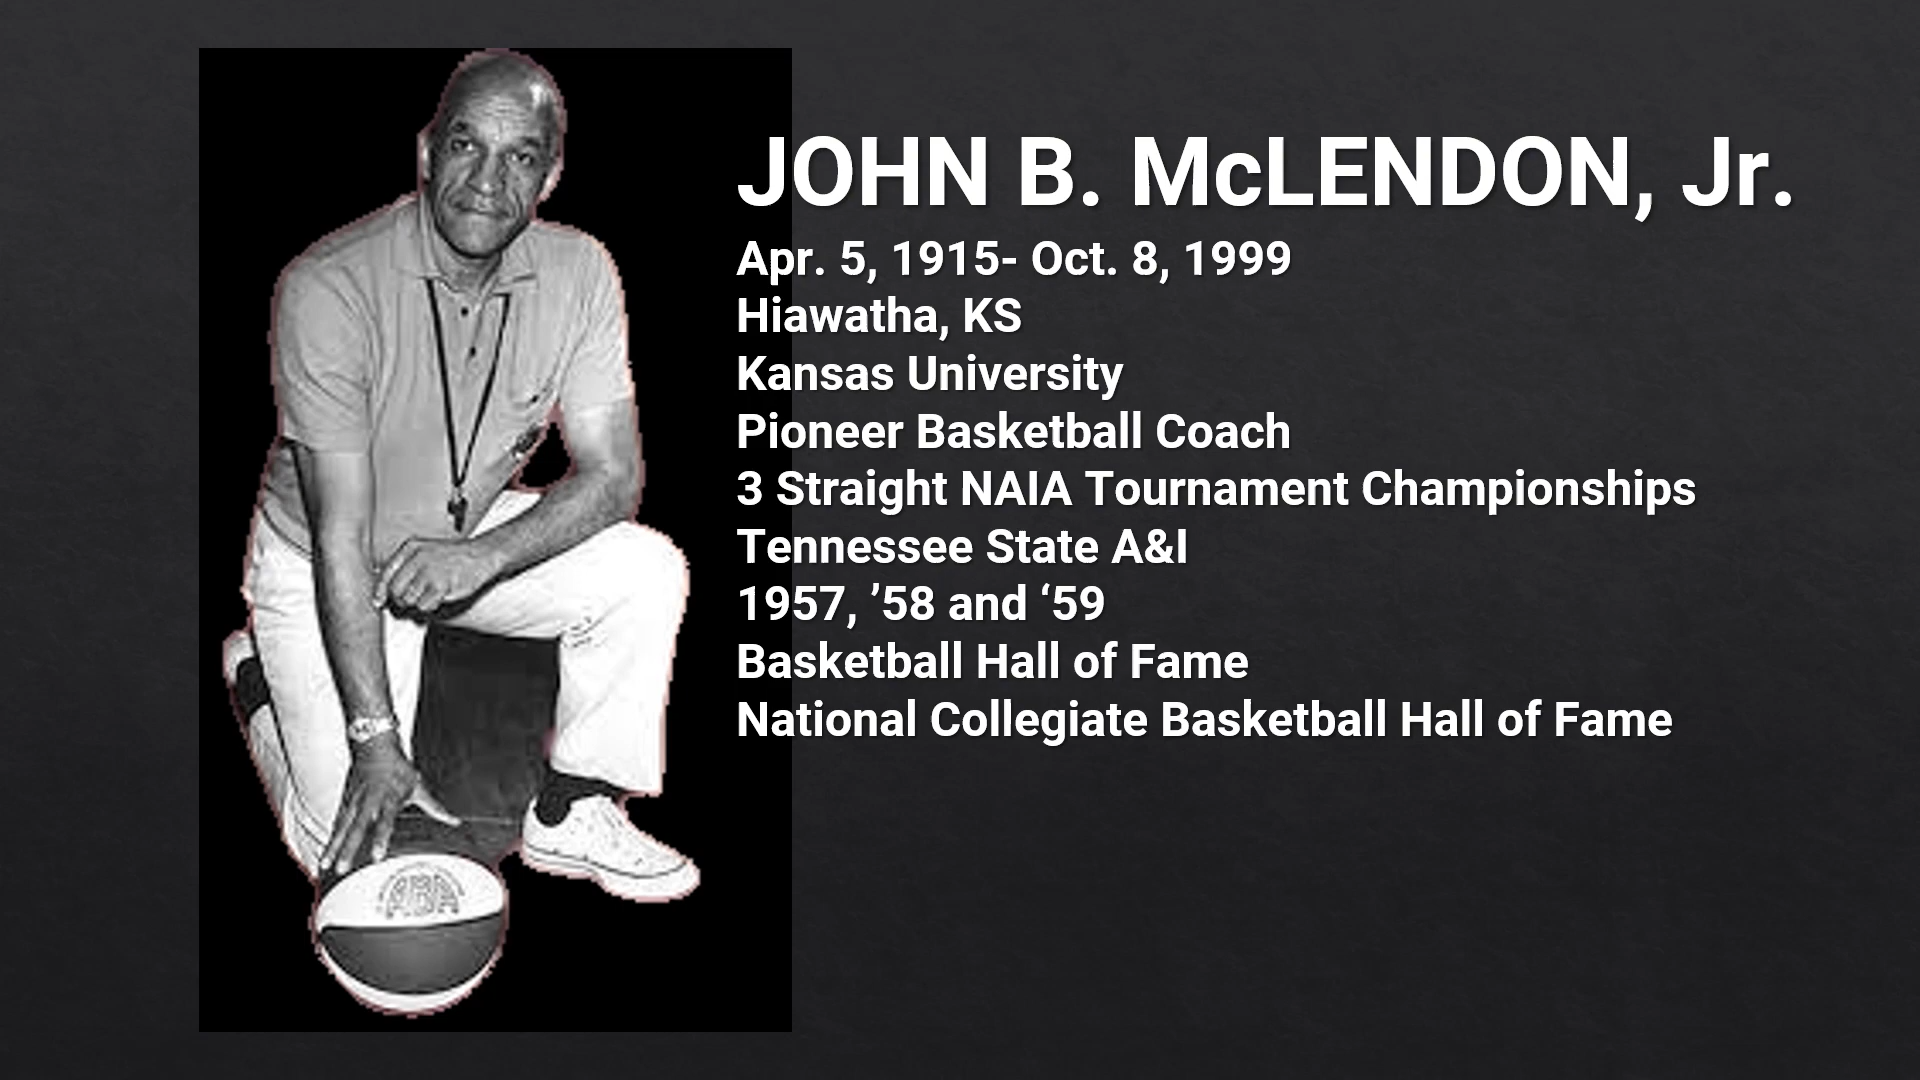 JOHN B. McLENDON, Jr.
Apr. 5, 1915- Oct. 8, 1999
Hiawatha, KS
Kansas University
Pioneer Basketball Coach
3 Straight NAIA Tournament Championships
Tennessee State A&I
1957, ’58 and ‘59
Basketball Hall of Fame
National Collegiate Basketball Hall of Fame
ABA